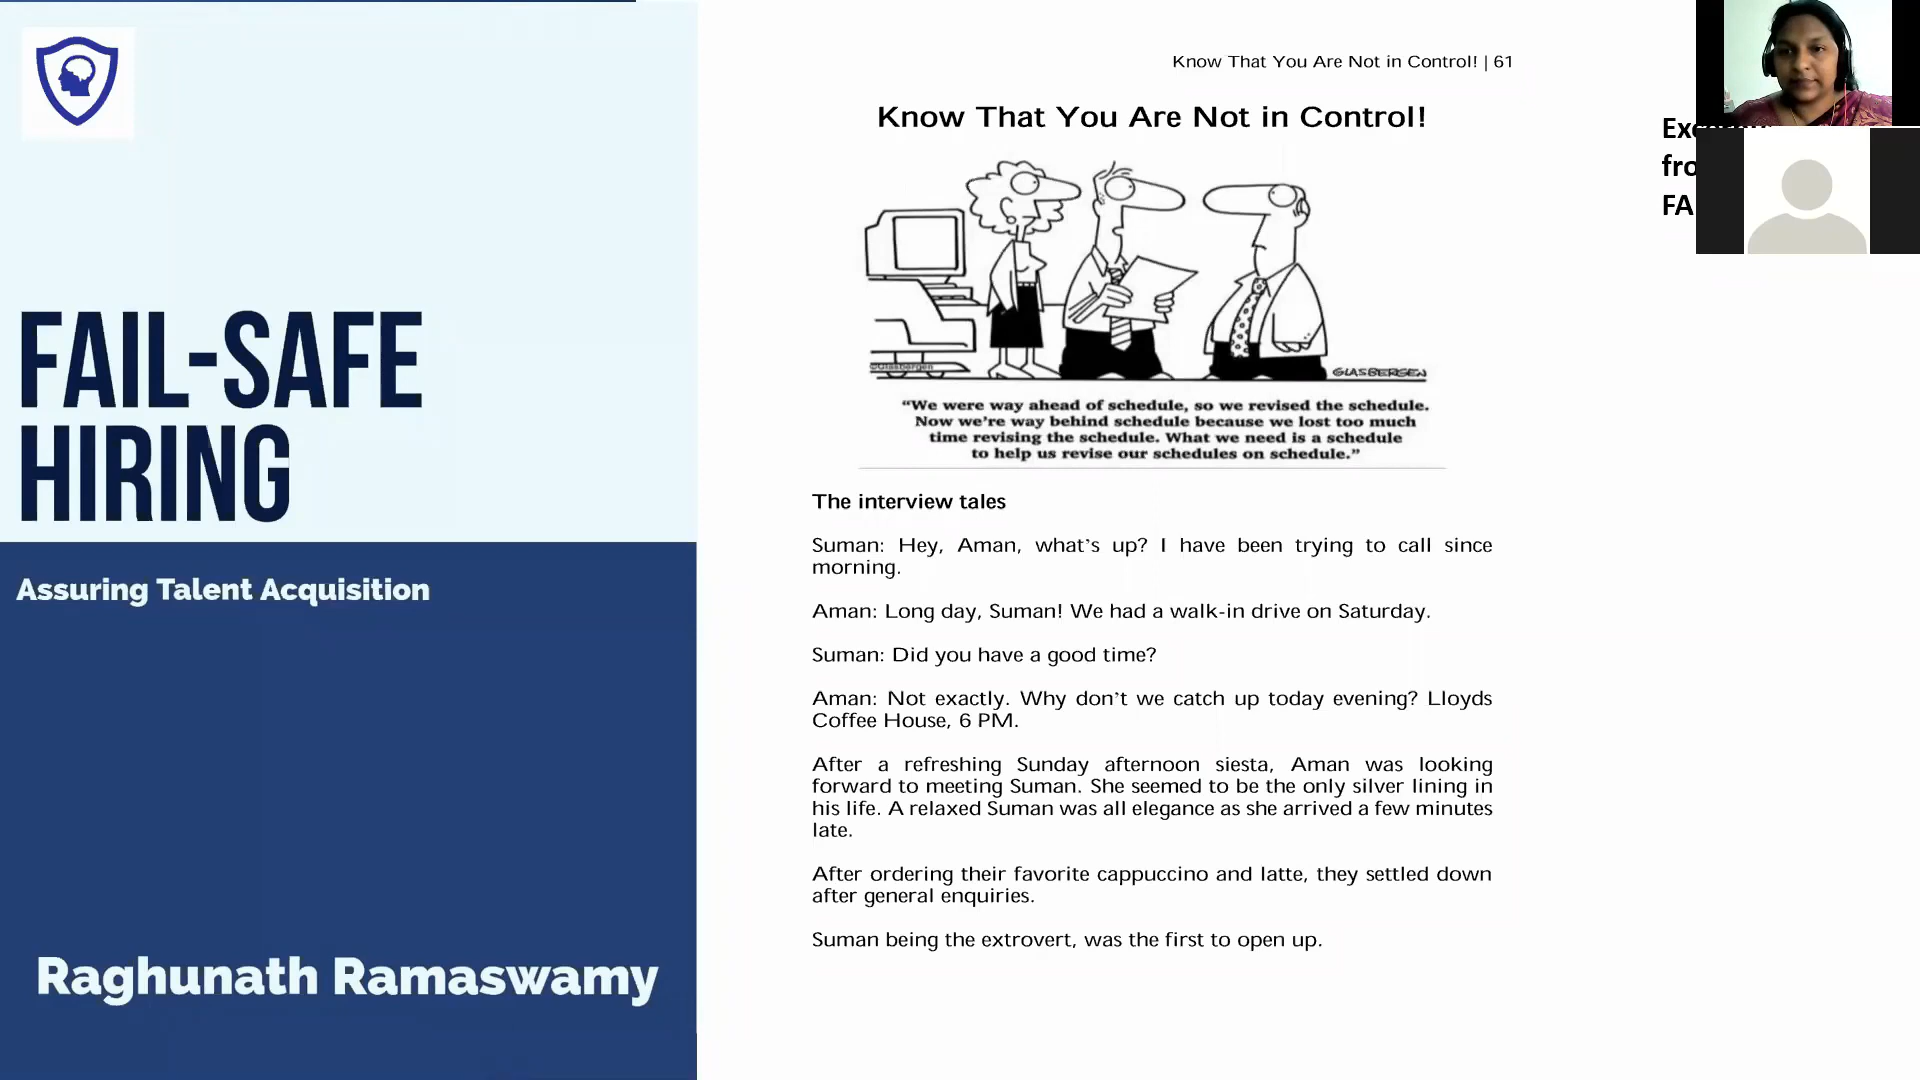 FAIL-SAFE
HIRING
Assuring Talent Acquisition
Raghunath Ramaswamy
Know That You Are Not in Control! | 61
Know That You Are Not in Control!
©Glasbergen
GLASBERGEN
“We were way ahead of schedule, so we revised the schedule.
Now we’re way behind schedule because we lost too much
time revising the schedule. What we need is a schedule
to help us revise our schedules on schedule.”
The interview tales
Suman: Hey, Aman, what’s up? I have been trying to call since
morning.
Aman: Long day, Suman! We had a walk-in drive on Saturday.
Suman: Did you have a good time?
Aman: Not exactly. Why don’t we catch up today evening? Lloyds
Coffee House, 6 PM.
After a refreshing Sunday afternoon siesta, Aman was looking
forward to meeting Suman. She seemed to be the only silver lining in
his life. A relaxed Suman was all elegance as she arrived a few minutes
late.
After ordering their favorite cappuccino and latte, they settled down
after general enquiries.
Suman being the extrovert, was the first to open up.